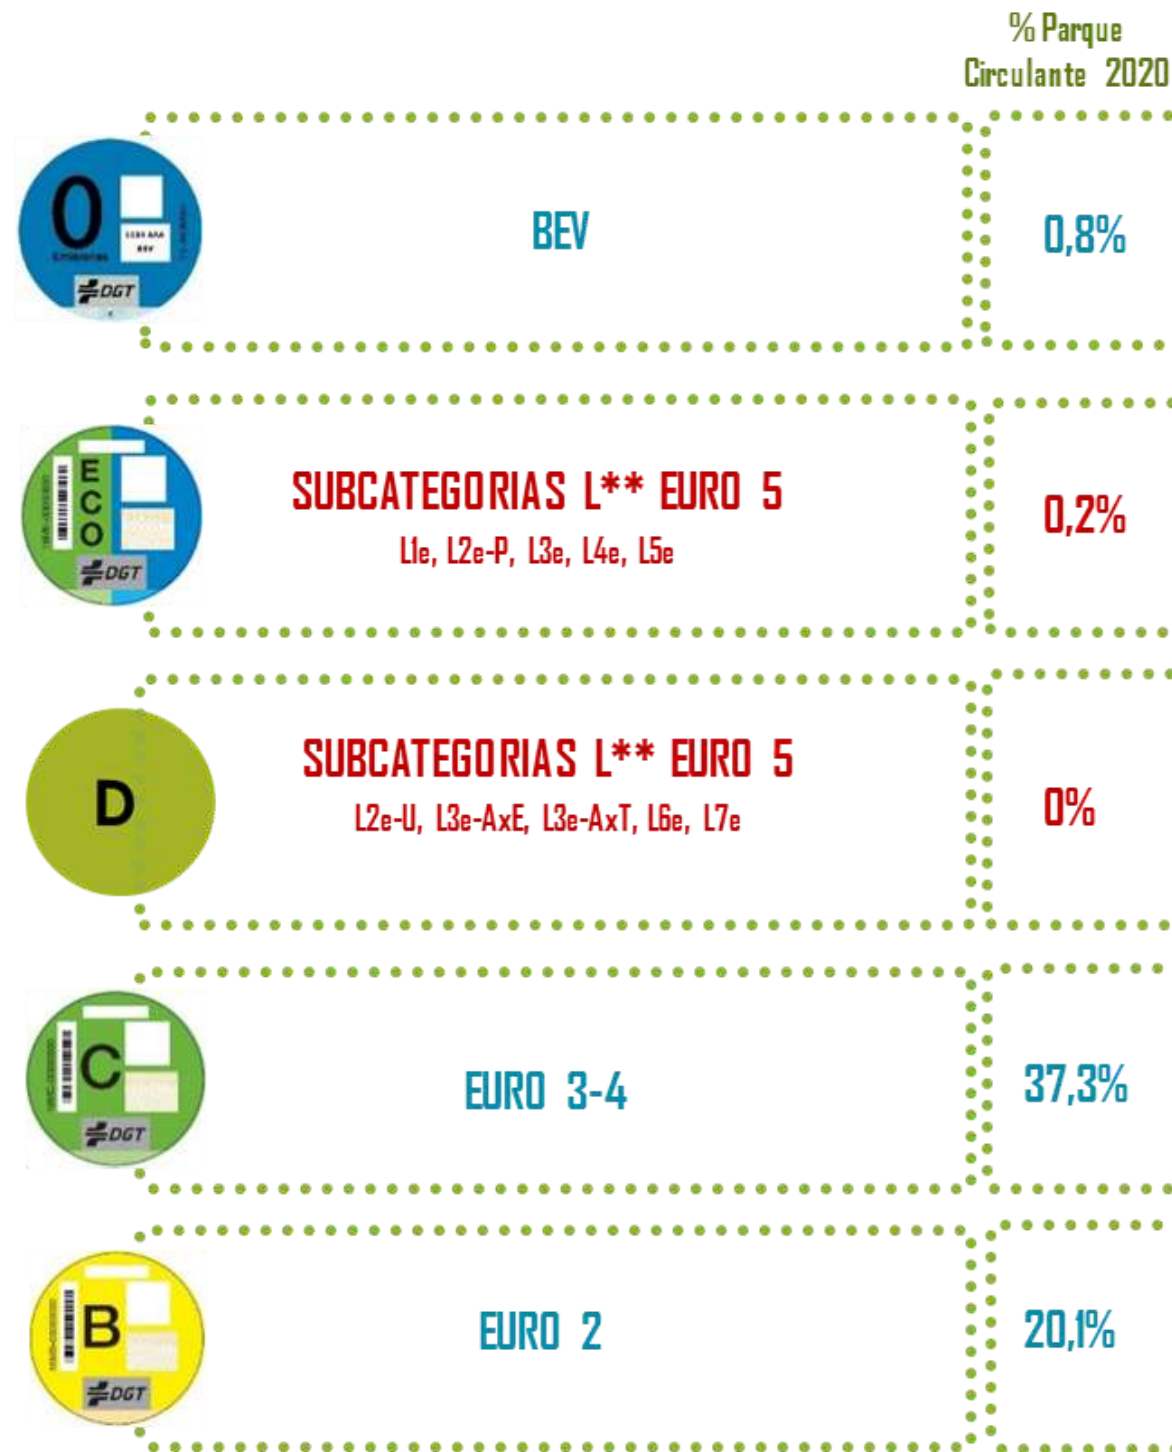 % Parque
Circulante 2020
0
BEV
DGT
BEV
0,8%
E
C
O
DGT
SUBCATEGORIAS L** EURO 5
L1e, L2e-P, L3e, L4e, L5e
0,2%
D
SUBCATEGORIAS L** EURO 5
L2e-U, L3e-AxE, L3e-AxT, L6e, L7e
0%
C
DGT
EURO 3-4
37,3%
B
DGT
EURO 2
20,1%